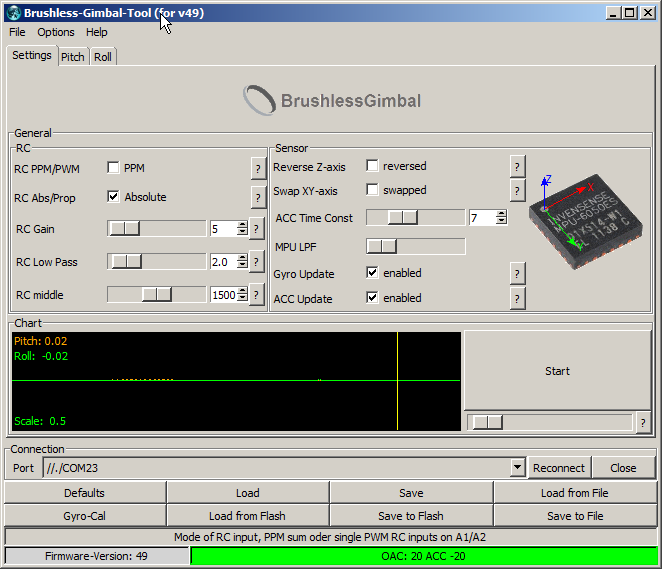 Brushless-Gimbal-Tool (for v49)
File Options Help
Settings Pitch Roll
BrushlessGimbal
General
RC
RC PPM/PWM PPM ?
RC Abs/Prop Absolute ?
RC Gain 5 ?
RC Low Pass 2.0 ?
RC middle 1500 ?
Sensor
Reverse Z-axis reversed ?
Swap XY-axis swapped ?
ACC Time Const 7
MPU LPF
Gyro Update enabled ?
ACC Update enabled ?
Z
X
Y
INVENSENSE
MPU-6050ES
1138 C
Chart
Pitch: 0.02
Roll: -0.02
Scale: 0.5
Start
?
Connection
Port //./COM23 Reconnect Close
Defaults Load Save Load from File
Gyro-Cal Load from Flash Save to Flash Save to File
Mode of RC input, PPM sum oder single PWM RC inputs on A1/A2
Firmware-Version: 49 OAC: 20 ACC -20